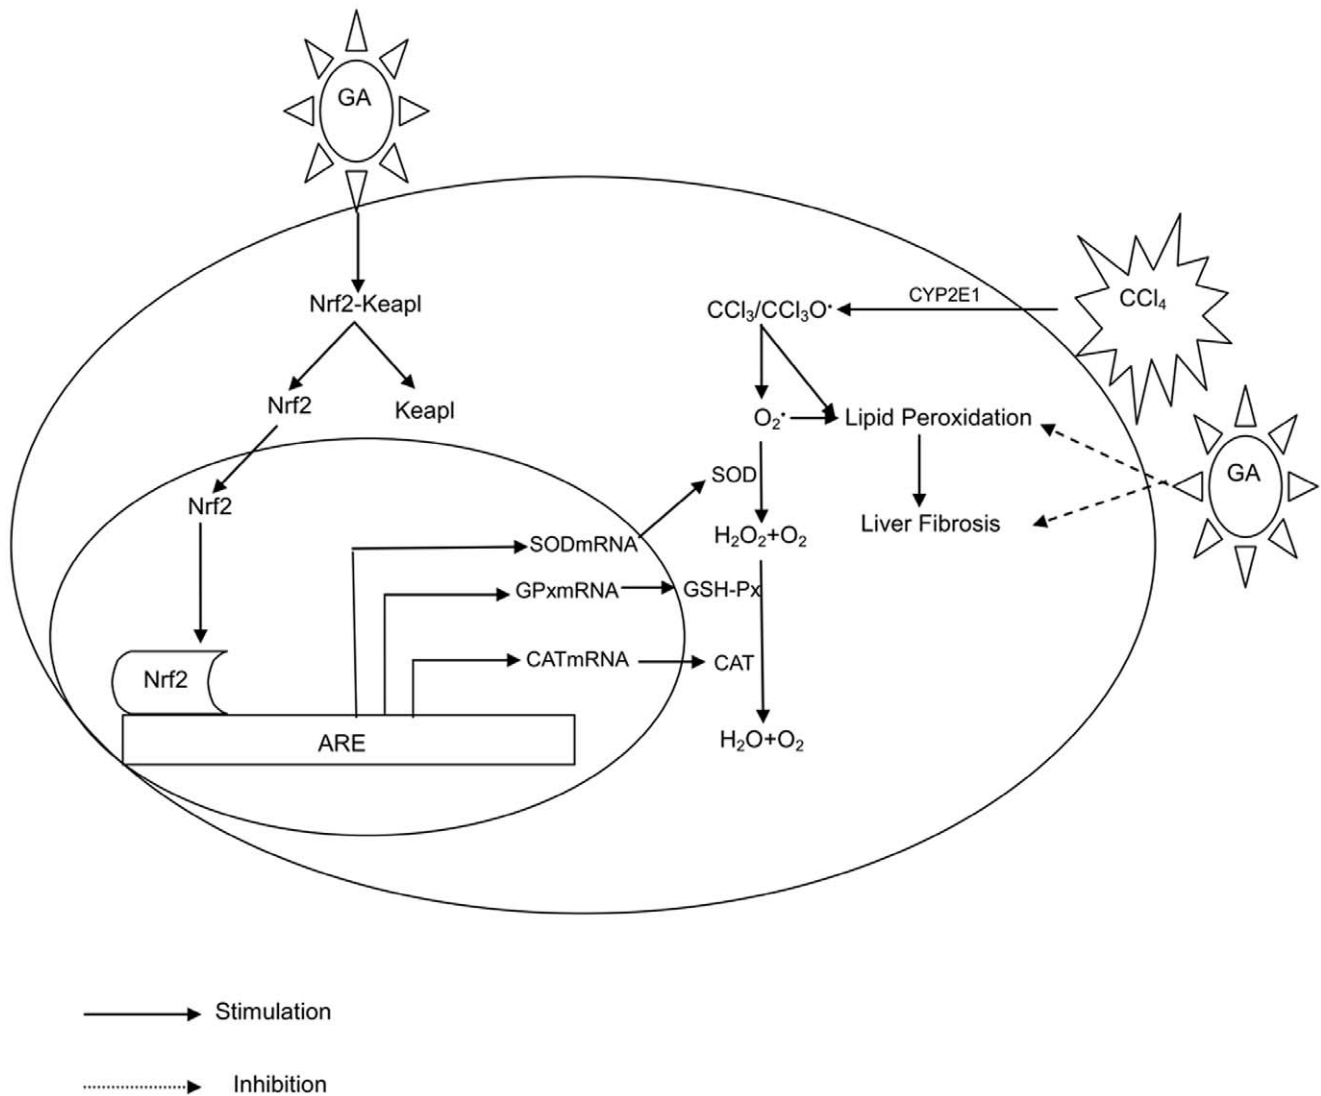 GA
CCl₄
CYP2E1
Nrf2-Keapl
CCl₃/CCl₃O•
Nrf2
Keapl
O₂•
Lipid Peroxidation
GA
SOD
Nrf2
Liver Fibrosis
H₂O₂+O₂
SODmRNA
GPxmRNA
GSH-Px
CATmRNA
CAT
Nrf2
ARE
H₂O+O₂
Stimulation
Inhibition